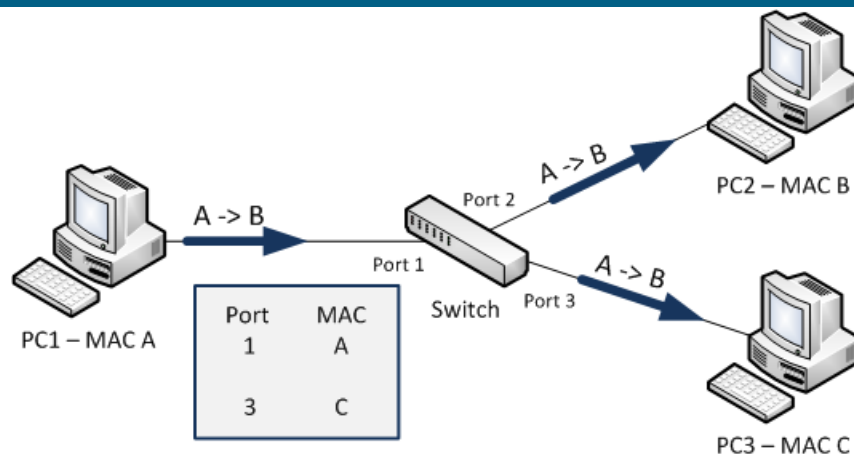 PC2 – MAC B
A -> B
Port 2
A -> B
Port 1
A -> B
Switch
Port 3
PC1 – MAC A
Port MAC
1 A
3 C
PC3 – MAC C